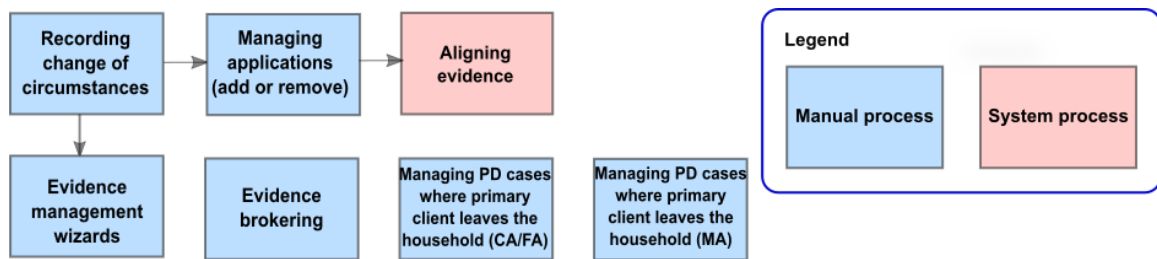 Recording
change of
circumstances
Managing
applications
(add or remove)
Aligning
evidence
Legend
Manual process
System process
Evidence
management
wizards
Evidence
brokering
Managing PD cases
where primary
client leaves the
household (CA/FA)
Managing PD cases
where primary
client leaves the
household (MA)